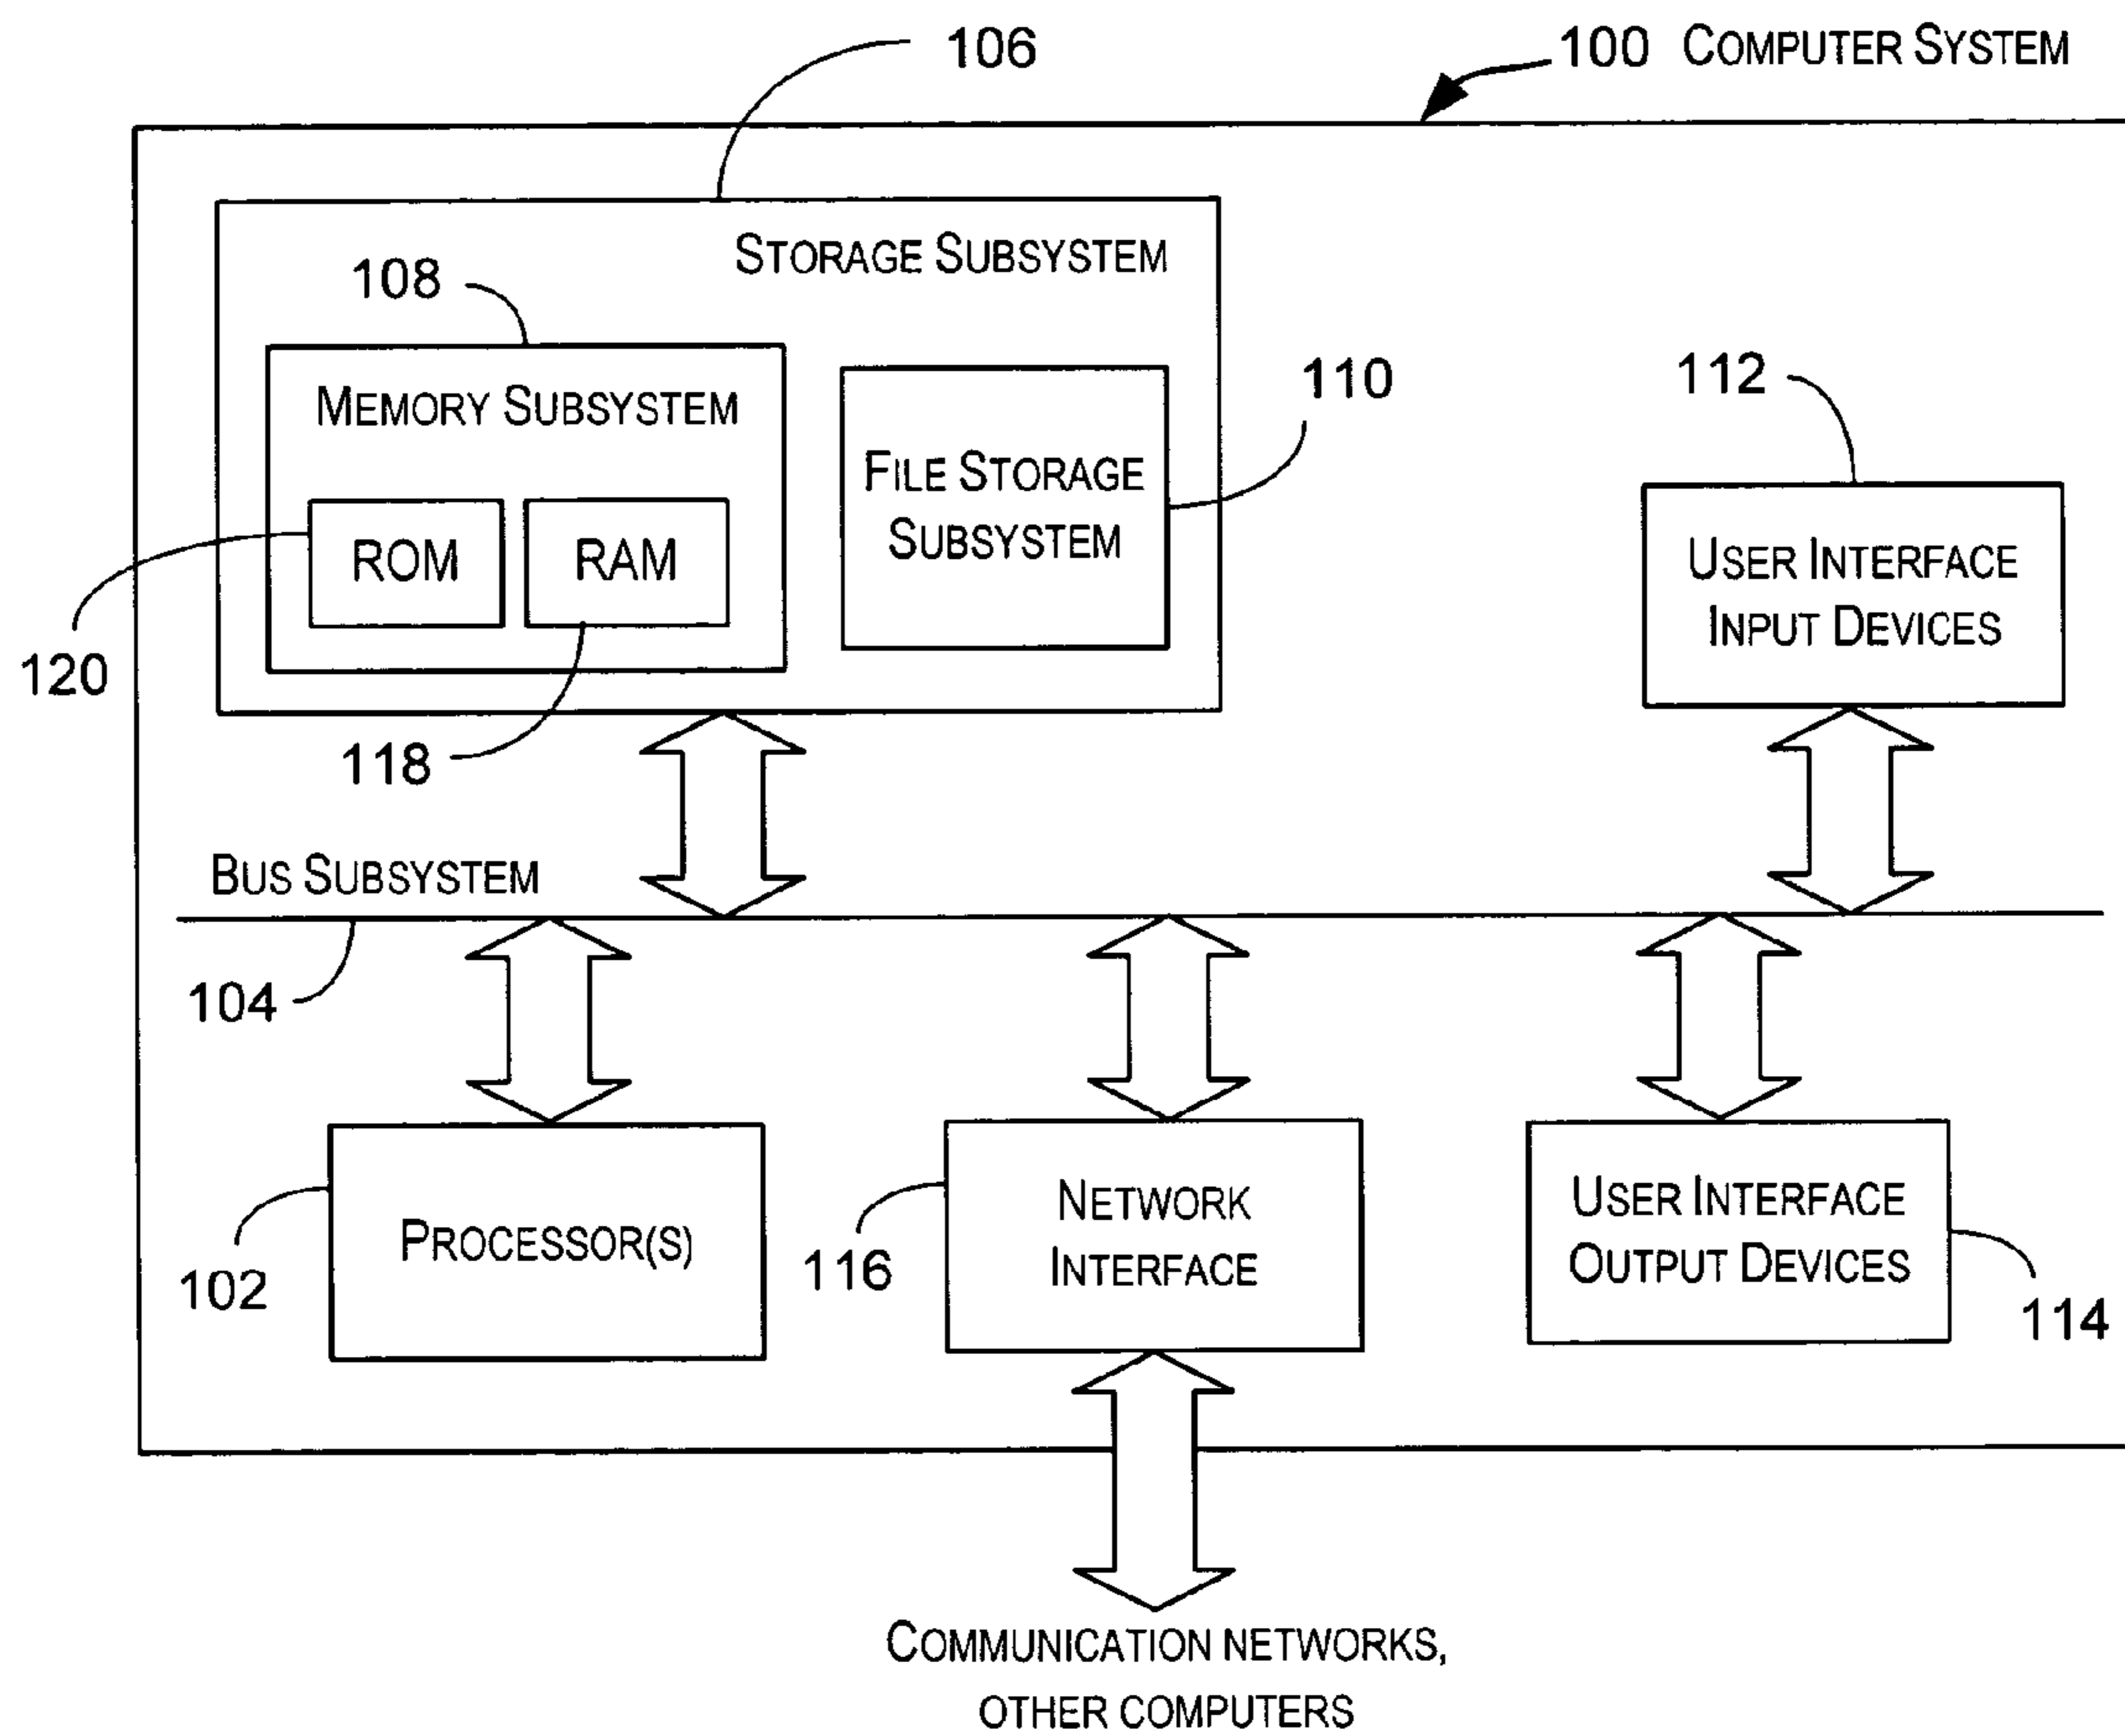 106
100 COMPUTER SYSTEM
STORAGE SUBSYSTEM
108
MEMORY SUBSYSTEM
110
112
FILE STORAGE
SUBSYSTEM
ROM
RAM
USER INTERFACE
INPUT DEVICES
120
118
BUS SUBSYSTEM
104
PROCESSOR(S)
102
NETWORK
INTERFACE
116
USER INTERFACE
OUTPUT DEVICES
114
COMMUNICATION NETWORKS,
OTHER COMPUTERS